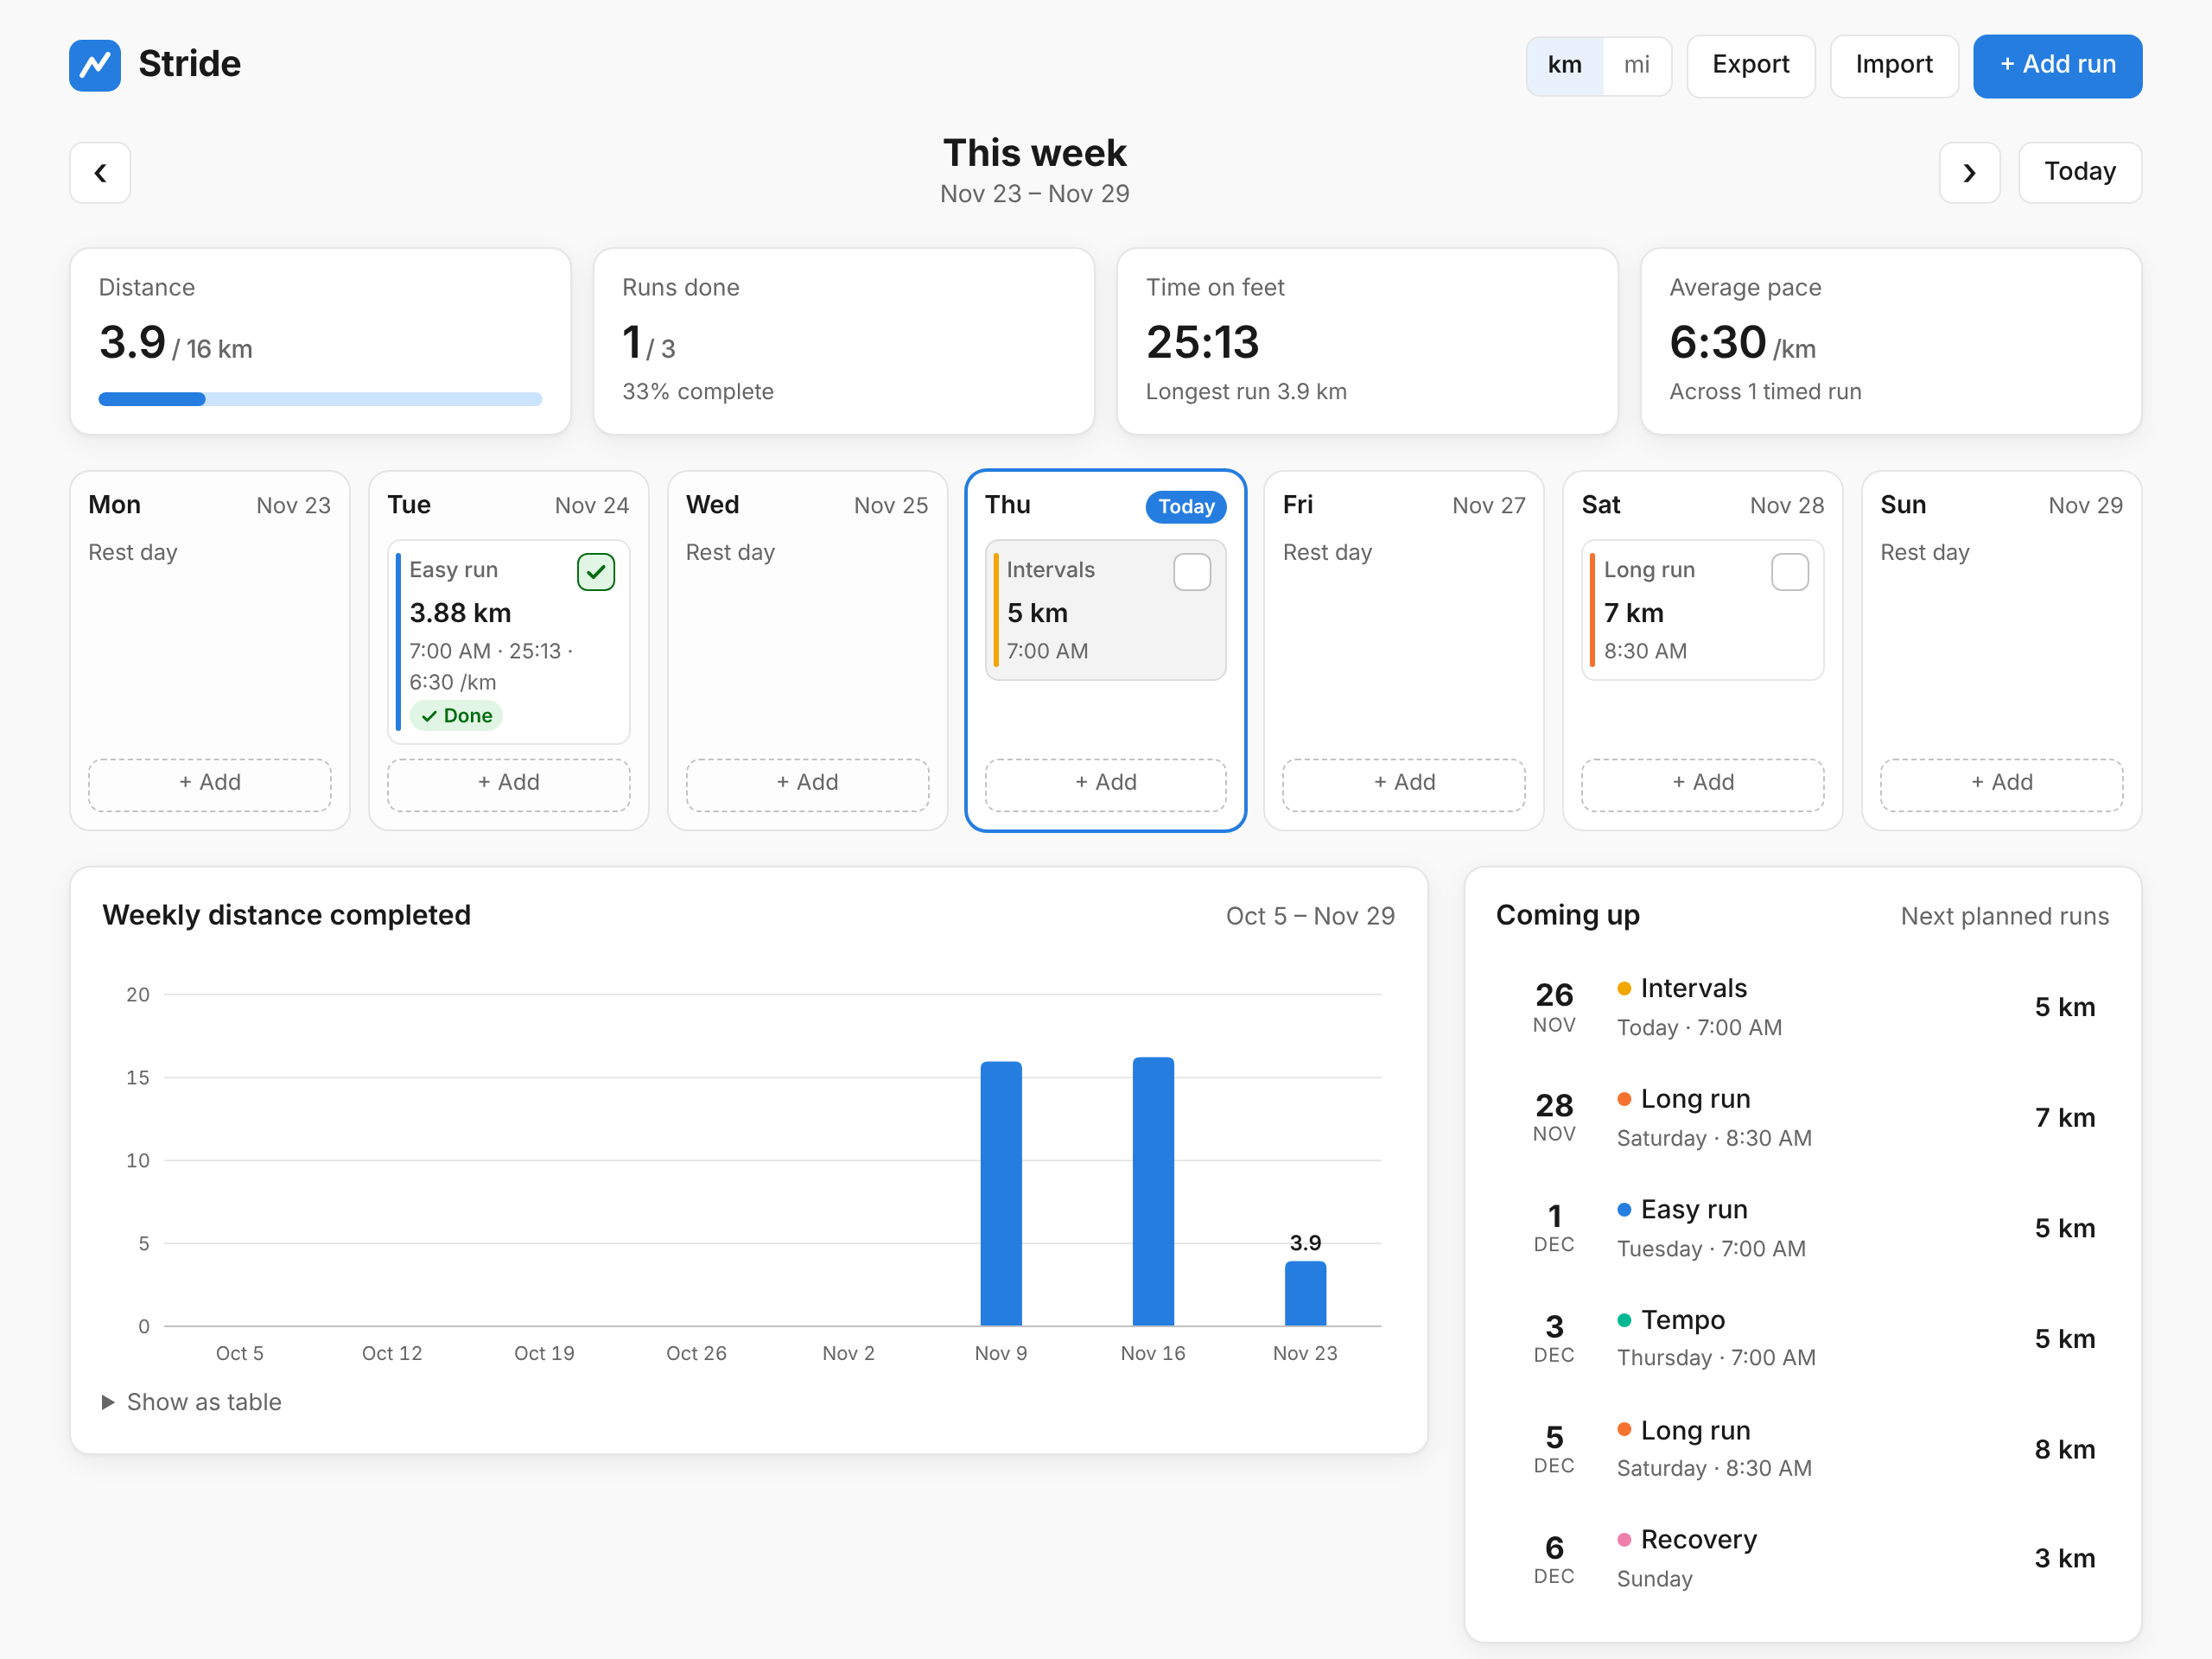 Stride
km
mi
Export
Import
+ Add run
‹
This week
Nov 23 – Nov 29
›
Today
Distance
3.9 / 16 km
Runs done
1 / 3
33% complete
Time on feet
25:13
Longest run 3.9 km
Average pace
6:30 /km
Across 1 timed run
Mon
Nov 23
Rest day
+ Add
Tue
Nov 24
Easy run
3.88 km
7:00 AM · 25:13 ·
6:30 /km
Done
+ Add
Wed
Nov 25
Rest day
+ Add
Thu
Today
Intervals
5 km
7:00 AM
+ Add
Fri
Nov 27
Rest day
+ Add
Sat
Nov 28
Long run
7 km
8:30 AM
+ Add
Sun
Nov 29
Rest day
+ Add
Weekly distance completed
Oct 5 – Nov 29
20
15
10
5
0
3.9
Oct 5
Oct 12
Oct 19
Oct 26
Nov 2
Nov 9
Nov 16
Nov 23
Show as table
Coming up
Next planned runs
26
NOV
Intervals
Today · 7:00 AM
5 km
28
NOV
Long run
Saturday · 8:30 AM
7 km
1
DEC
Easy run
Tuesday · 7:00 AM
5 km
3
DEC
Tempo
Thursday · 7:00 AM
5 km
5
DEC
Long run
Saturday · 8:30 AM
8 km
6
DEC
Recovery
Sunday
3 km